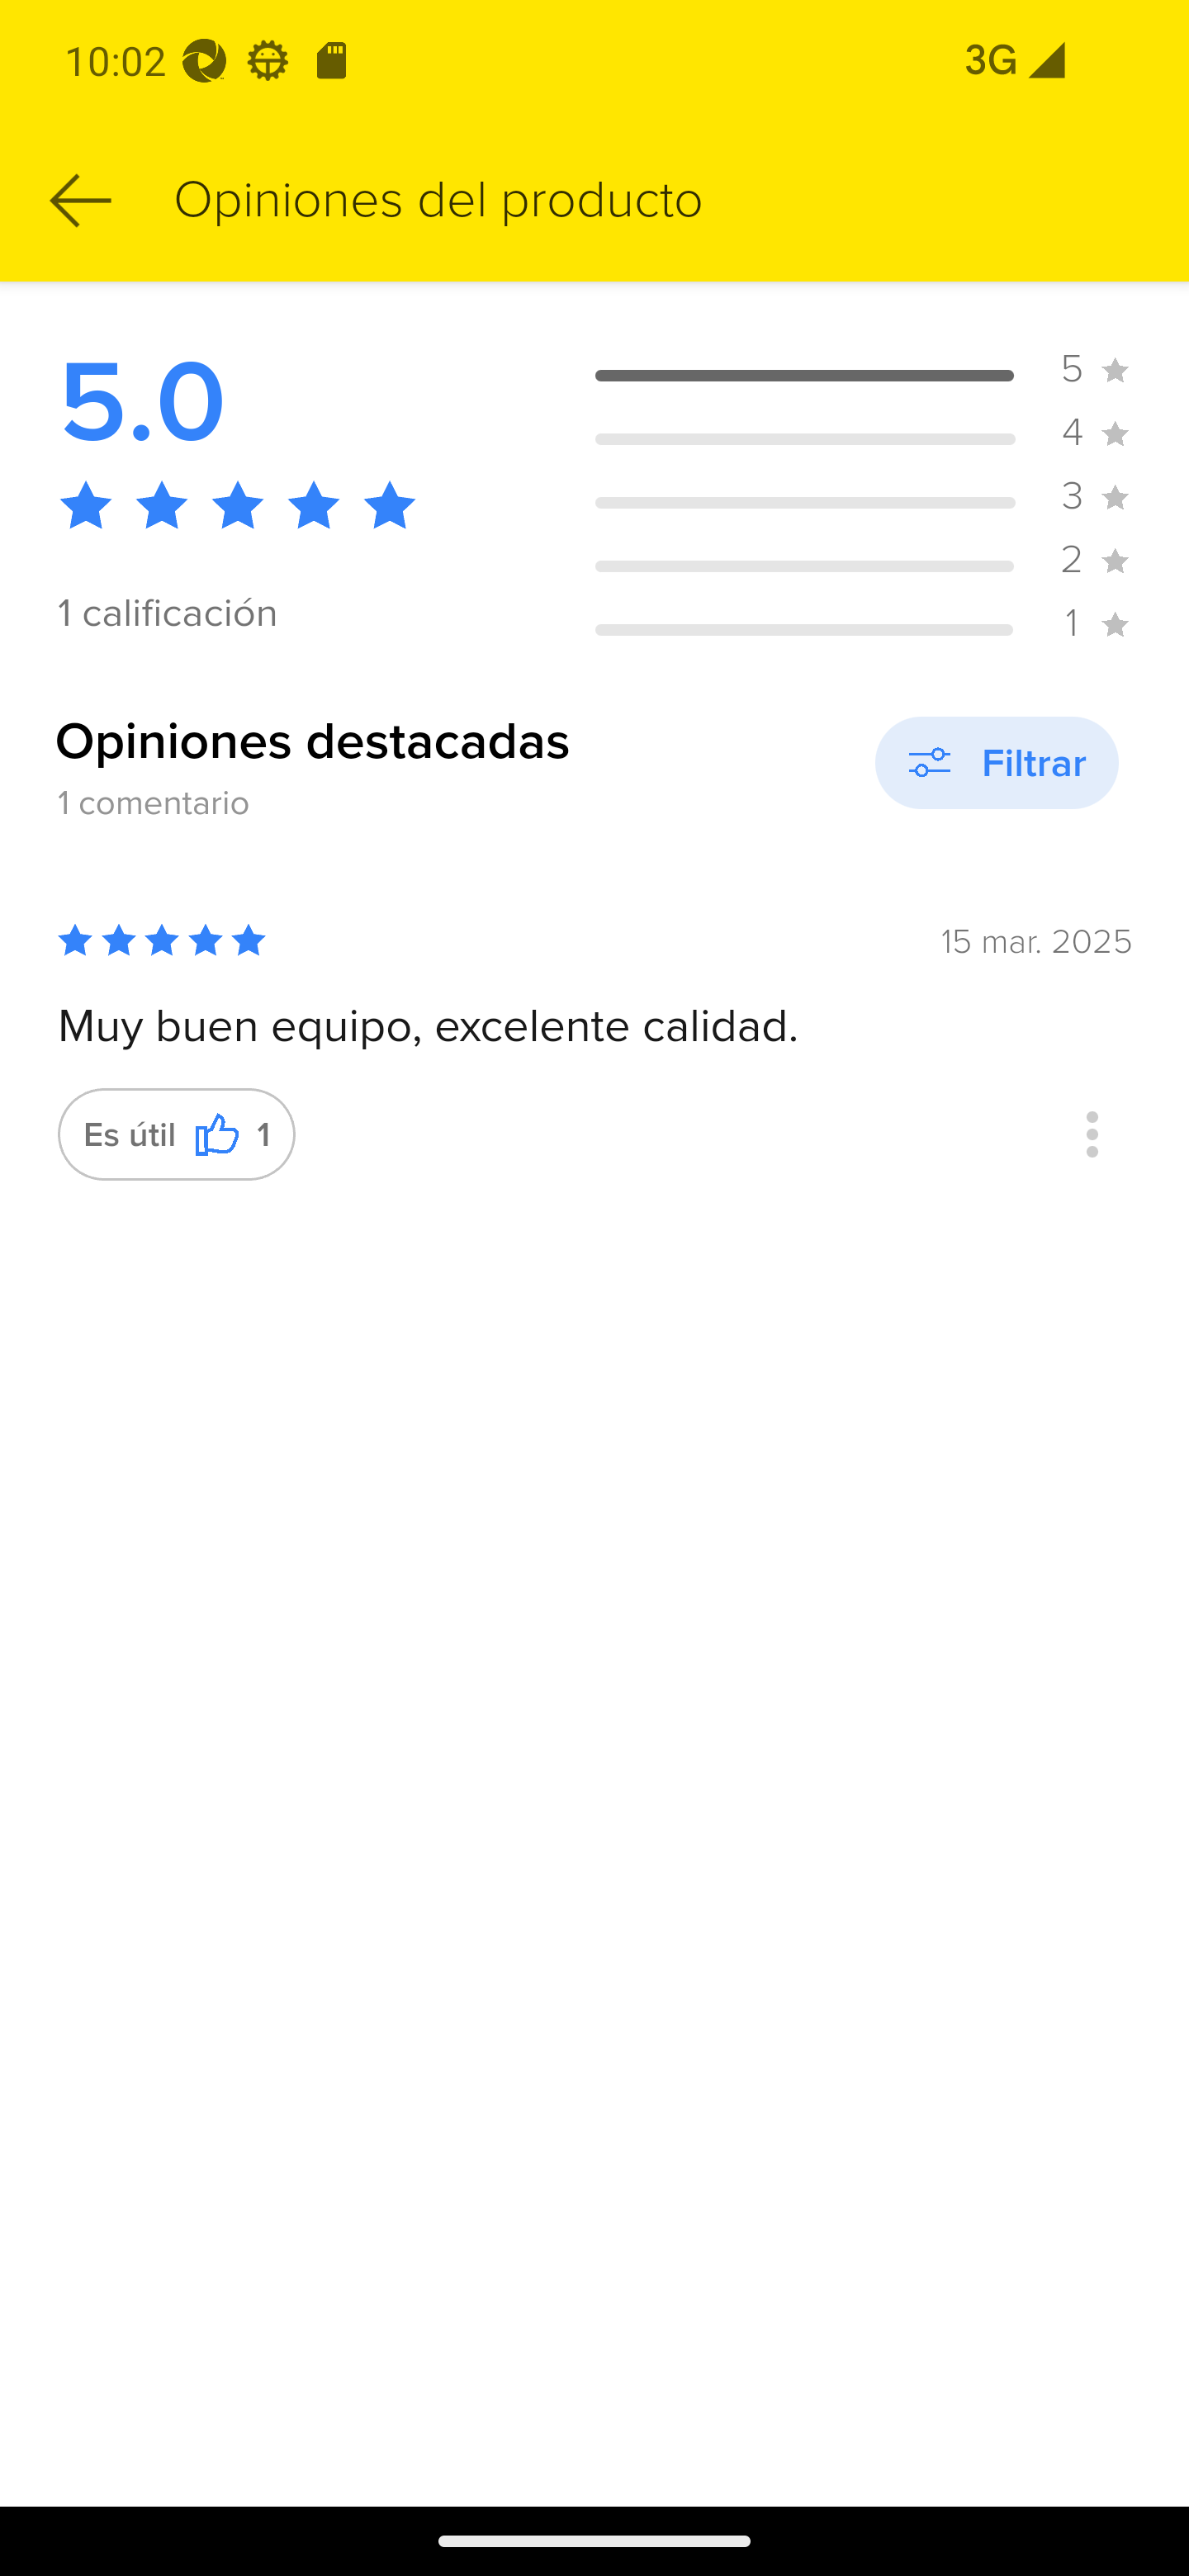 10:02
3G
Opiniones del producto
5.0
1 calificación
5
4
3
2
1
Opiniones destacadas
1 comentario
Filtrar
15 mar. 2025
Muy buen equipo, excelente calidad.
Es útil 1